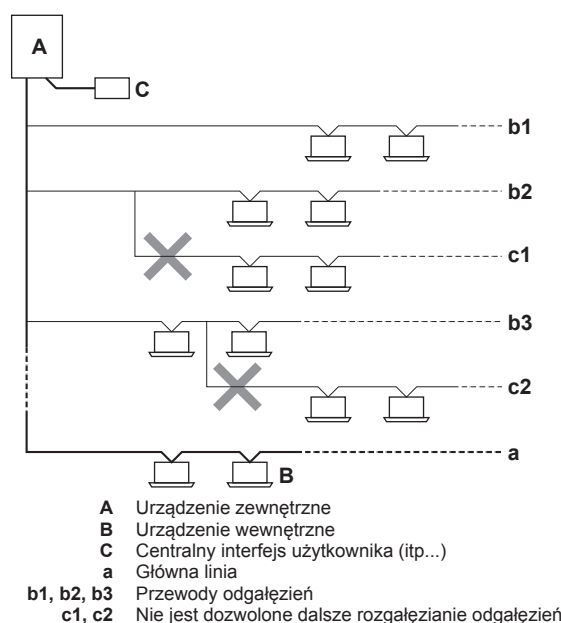 A
C
b1
b2
c1
b3
c2
a
B
A Urządzenie zewnętrzne
B Urządzenie wewnętrzne
C Centralny interfejs użytkownika (itp...)
a Główna linia
b1, b2, b3 Przewody odgałęzień
c1, c2 Nie jest dozwolone dalsze rozgałęzianie odgałęzień